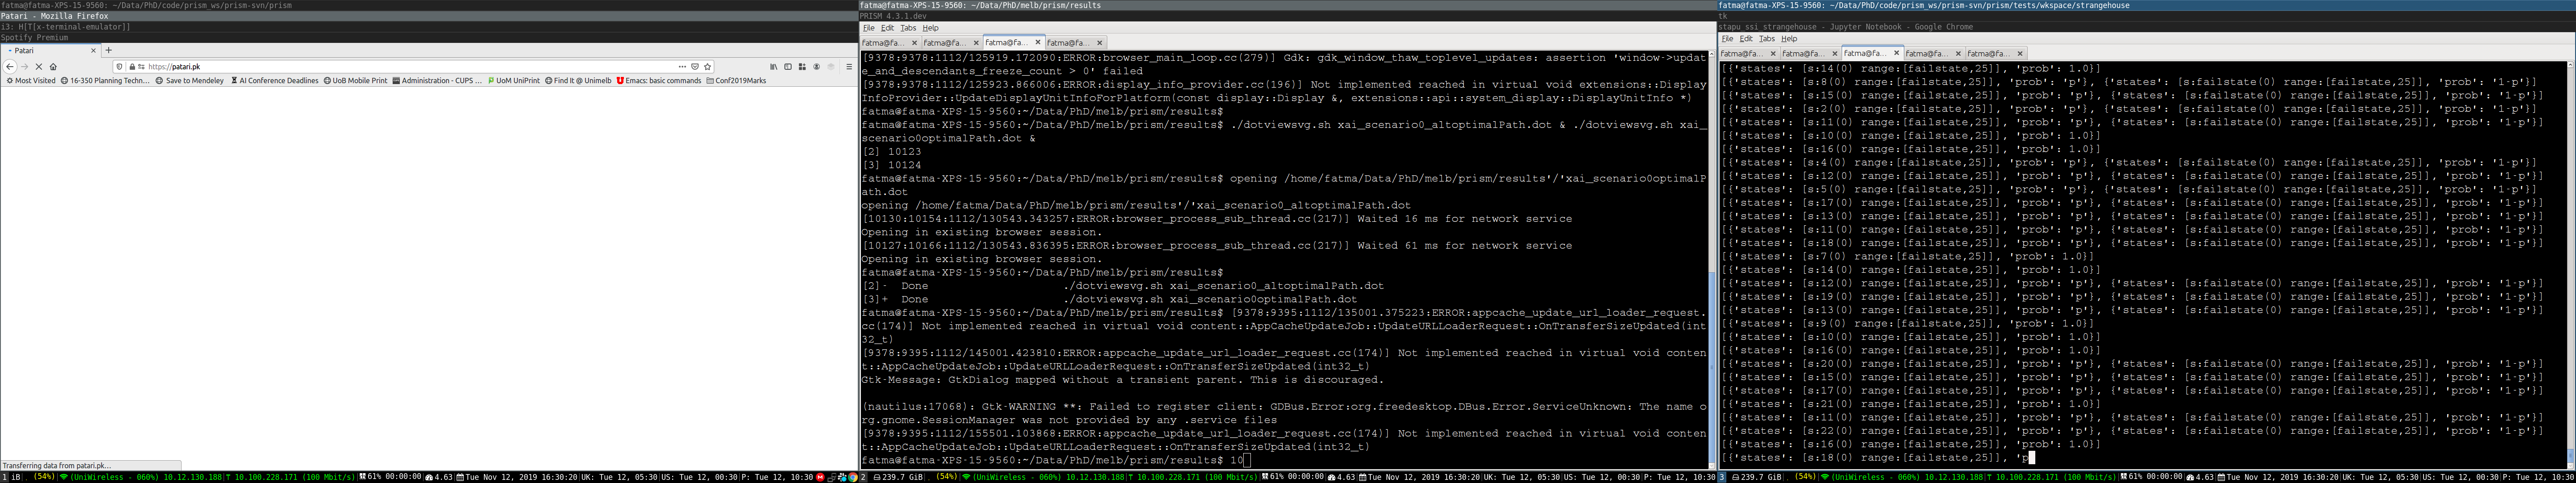 fatma@fatma-XPS-15-9560: ~/Data/PhD/code/prism_ws/prism-svn/prism
Patari - Mozilla Firefox
i3: H[T[x-terminal-emulator]]
Spotify Premium
Patari
https://patari.pk
Most Visited 16-350 Planning Techn… Save to Mendeley AI Conference Deadlines UoB Mobile Print Administration - CUPS … UoM UniPrint Find It @ Unimelb Emacs: basic commands Conf2019Marks
Transferring data from patari.pk…
1 iB (54%) (UniWireless - 060%) 10.12.130.188 T 10.100.228.171 (100 Mbit/s) 61% 00:00:00 4.63 Tue Nov 12, 2019 16:30:20 UK: Tue 12, 05:30 US: Tue 12, 00:30 P: Tue 12, 10:30
fatma@fatma-XPS-15-9560: ~/Data/PhD/melb/prism/results
PRISM 4.3.1.dev
File Edit Tabs Help
fatma@fa… fatma@fa… fatma@fa… fatma@fa…
[9378:9378:1112/125919.172090:ERROR:browser_main_loop.cc(279)] Gdk: gdk_window_thaw_toplevel_updates: assertion 'window->updat
e_and_descendants_freeze_count > 0' failed
[9378:9378:1112/125923.866006:ERROR:display_info_provider.cc(196)] Not implemented reached in virtual void extensions::Display
InfoProvider::UpdateDisplayUnitInfoForPlatform(const display::Display &, extensions::api::system_display::DisplayUnitInfo *)
fatma@fatma-XPS-15-9560:~/Data/PhD/melb/prism/results$
fatma@fatma-XPS-15-9560:~/Data/PhD/melb/prism/results$ ./dotviewsvg.sh xai_scenario0_altoptimalPath.dot & ./dotviewsvg.sh xai_
scenario0optimalPath.dot &
[2] 10123
[3] 10124
fatma@fatma-XPS-15-9560:~/Data/PhD/melb/prism/results$ opening /home/fatma/Data/PhD/melb/prism/results'/'xai_scenario0optimalP
ath.dot
opening /home/fatma/Data/PhD/melb/prism/results'/'xai_scenario0_altoptimalPath.dot
[10130:10154:1112/130543.343257:ERROR:browser_process_sub_thread.cc(217)] Waited 16 ms for network service
Opening in existing browser session.
[10127:10166:1112/130543.836395:ERROR:browser_process_sub_thread.cc(217)] Waited 61 ms for network service
Opening in existing browser session.
fatma@fatma-XPS-15-9560:~/Data/PhD/melb/prism/results$
[2]- Done ./dotviewsvg.sh xai_scenario0_altoptimalPath.dot
[3]+ Done ./dotviewsvg.sh xai_scenario0optimalPath.dot
fatma@fatma-XPS-15-9560:~/Data/PhD/melb/prism/results$ [9378:9395:1112/135001.375223:ERROR:appcache_update_url_loader_request.
cc(174)] Not implemented reached in virtual void content::AppCacheUpdateJob::UpdateURLLoaderRequest::OnTransferSizeUpdated(int
32_t)
[9378:9395:1112/145001.423810:ERROR:appcache_update_url_loader_request.cc(174)] Not implemented reached in virtual void conten
t::AppCacheUpdateJob::UpdateURLLoaderRequest::OnTransferSizeUpdated(int32_t)
Gtk-Message: GtkDialog mapped without a transient parent. This is discouraged.
(nautilus:17068): Gtk-WARNING **: Failed to register client: GDBus.Error:org.freedesktop.DBus.Error.ServiceUnknown: The name o
rg.gnome.SessionManager was not provided by any .service files
[9378:9395:1112/155501.103868:ERROR:appcache_update_url_loader_request.cc(174)] Not implemented reached in virtual void conten
t::AppCacheUpdateJob::UpdateURLLoaderRequest::OnTransferSizeUpdated(int32_t)
fatma@fatma-XPS-15-9560:~/Data/PhD/melb/prism/results$ 10
2 239.7 GiB (54%) (UniWireless - 060%) 10.12.130.188 T 10.100.228.171 (100 Mbit/s) 61% 00:00:00 4.63 Tue Nov 12, 2019 16:30:20 UK: Tue 12, 05:30 US: Tue 12, 00:30 P: Tue 12, 10:30
fatma@fatma-XPS-15-9560: ~/Data/PhD/code/prism_ws/prism-svn/prism/tests/wkspace/strangehouse
tk
stapu_ssi_strangehouse - Jupyter Notebook - Google Chrome
File Edit Tabs Help
fatma@fa… fatma@fa… fatma@fa… fatma@fa… fatma@fa…
[{'states': [s:14(0) range:[failstate,25]], 'prob': 1.0}]
[{'states': [s:8(0) range:[failstate,25]], 'prob': 'p'}, {'states': [s:failstate(0) range:[failstate,25]], 'prob': '1-p'}]
[{'states': [s:15(0) range:[failstate,25]], 'prob': 'p'}, {'states': [s:failstate(0) range:[failstate,25]], 'prob': '1-p'}]
[{'states': [s:2(0) range:[failstate,25]], 'prob': 'p'}, {'states': [s:failstate(0) range:[failstate,25]], 'prob': '1-p'}]
[{'states': [s:11(0) range:[failstate,25]], 'prob': 'p'}, {'states': [s:failstate(0) range:[failstate,25]], 'prob': '1-p'}]
[{'states': [s:10(0) range:[failstate,25]], 'prob': 1.0}]
[{'states': [s:16(0) range:[failstate,25]], 'prob': 1.0}]
[{'states': [s:4(0) range:[failstate,25]], 'prob': 'p'}, {'states': [s:failstate(0) range:[failstate,25]], 'prob': '1-p'}]
[{'states': [s:12(0) range:[failstate,25]], 'prob': 'p'}, {'states': [s:failstate(0) range:[failstate,25]], 'prob': '1-p'}]
[{'states': [s:5(0) range:[failstate,25]], 'prob': 'p'}, {'states': [s:failstate(0) range:[failstate,25]], 'prob': '1-p'}]
[{'states': [s:17(0) range:[failstate,25]], 'prob': 'p'}, {'states': [s:failstate(0) range:[failstate,25]], 'prob': '1-p'}]
[{'states': [s:13(0) range:[failstate,25]], 'prob': 'p'}, {'states': [s:failstate(0) range:[failstate,25]], 'prob': '1-p'}]
[{'states': [s:11(0) range:[failstate,25]], 'prob': 'p'}, {'states': [s:failstate(0) range:[failstate,25]], 'prob': '1-p'}]
[{'states': [s:18(0) range:[failstate,25]], 'prob': 'p'}, {'states': [s:failstate(0) range:[failstate,25]], 'prob': '1-p'}]
[{'states': [s:7(0) range:[failstate,25]], 'prob': 1.0}]
[{'states': [s:14(0) range:[failstate,25]], 'prob': 1.0}]
[{'states': [s:12(0) range:[failstate,25]], 'prob': 'p'}, {'states': [s:failstate(0) range:[failstate,25]], 'prob': '1-p'}]
[{'states': [s:19(0) range:[failstate,25]], 'prob': 'p'}, {'states': [s:failstate(0) range:[failstate,25]], 'prob': '1-p'}]
[{'states': [s:13(0) range:[failstate,25]], 'prob': 'p'}, {'states': [s:failstate(0) range:[failstate,25]], 'prob': '1-p'}]
[{'states': [s:9(0) range:[failstate,25]], 'prob': 1.0}]
[{'states': [s:10(0) range:[failstate,25]], 'prob': 1.0}]
[{'states': [s:16(0) range:[failstate,25]], 'prob': 1.0}]
[{'states': [s:20(0) range:[failstate,25]], 'prob': 'p'}, {'states': [s:failstate(0) range:[failstate,25]], 'prob': '1-p'}]
[{'states': [s:15(0) range:[failstate,25]], 'prob': 'p'}, {'states': [s:failstate(0) range:[failstate,25]], 'prob': '1-p'}]
[{'states': [s:17(0) range:[failstate,25]], 'prob': 'p'}, {'states': [s:failstate(0) range:[failstate,25]], 'prob': '1-p'}]
[{'states': [s:21(0) range:[failstate,25]], 'prob': 1.0}]
[{'states': [s:11(0) range:[failstate,25]], 'prob': 'p'}, {'states': [s:failstate(0) range:[failstate,25]], 'prob': '1-p'}]
[{'states': [s:22(0) range:[failstate,25]], 'prob': 'p'}, {'states': [s:failstate(0) range:[failstate,25]], 'prob': '1-p'}]
[{'states': [s:16(0) range:[failstate,25]], 'prob': 1.0}]
[{'states': [s:18(0) range:[failstate,25]], 'p
3 239.7 GiB (54%) (UniWireless - 060%) 10.12.130.188 T 10.100.228.171 (100 Mbit/s) 61% 00:00:00 4.63 Tue Nov 12, 2019 16:30:20 UK: Tue 12, 05:30 US: Tue 12, 00:30 P: Tue 12, 10:30